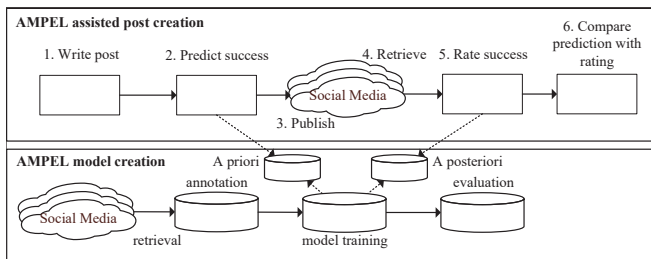 AMPEL assisted post creation
1. Write post
2. Predict success
4. Retrieve
5. Rate success
6. Compare
prediction with
rating
Social Media
3. Publish
AMPEL model creation
A priori
A posteriori
annotation
evaluation
Social Media
retrieval
model training